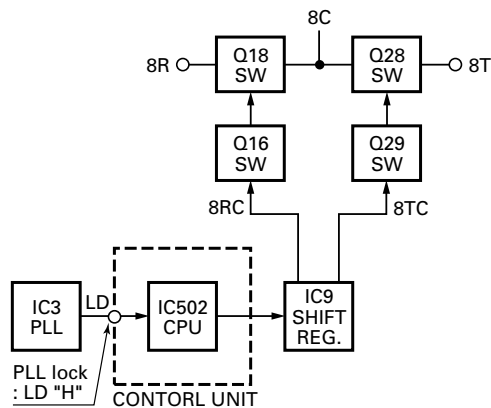 8C
8R
Q18
SW
Q28
SW
8T
Q16
SW
Q29
SW
8RC
8TC
IC3
PLL
LD
IC502
CPU
IC9
SHIFT
REG.
PLL lock
: LD "H"
CONTORL UNIT